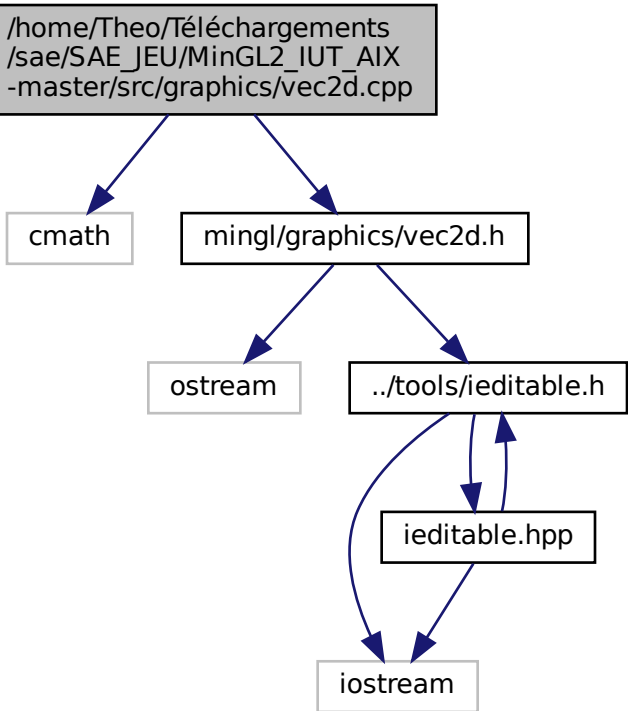 /home/Theo/Téléchargements
/sae/SAE_JEU/MinGL2_IUT_AIX
-master/src/graphics/vec2d.cpp
cmath
mingl/graphics/vec2d.h
ostream
../tools/ieditable.h
ieditable.hpp
iostream